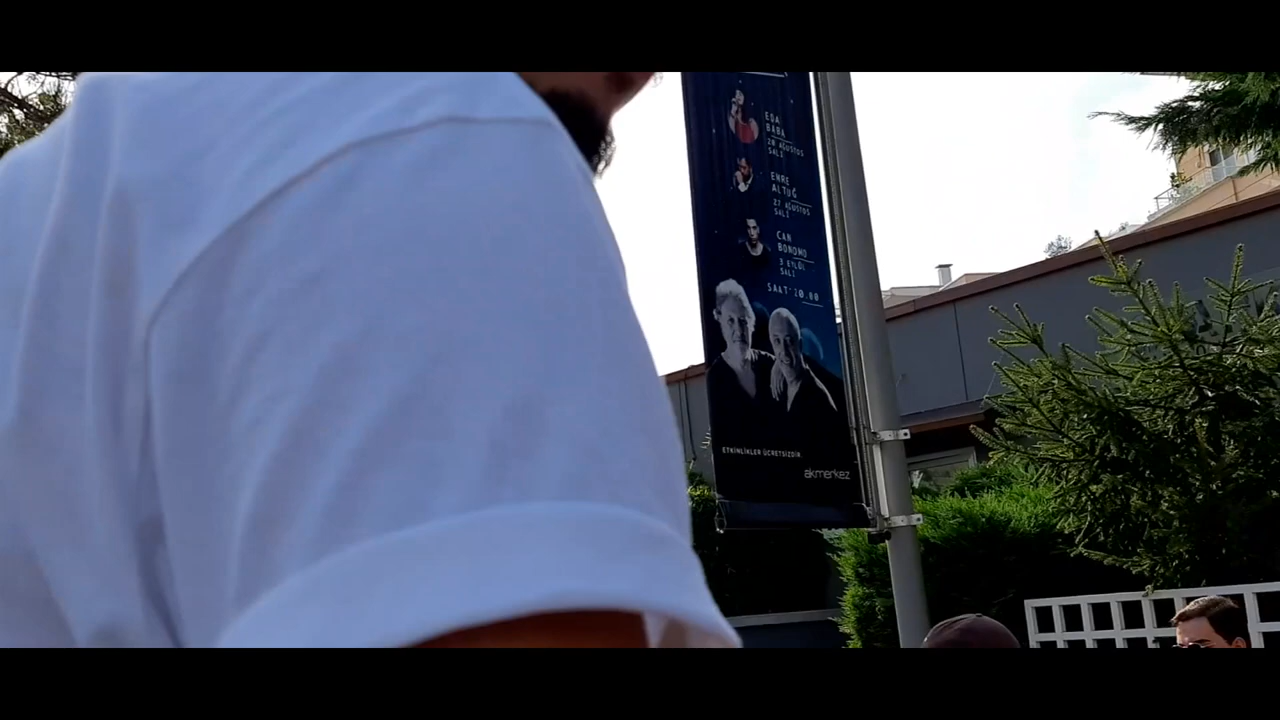 EDA
BABA
20 AĞUSTOS
SALI
EMRE
ALTUĞ
27 AĞUSTOS
SALI
CAN
BONOMO
3 EYLÜL
SALI
SAAT: 20.00
ETKİNLİKLER ÜCRETSİZDİR
akmerkez